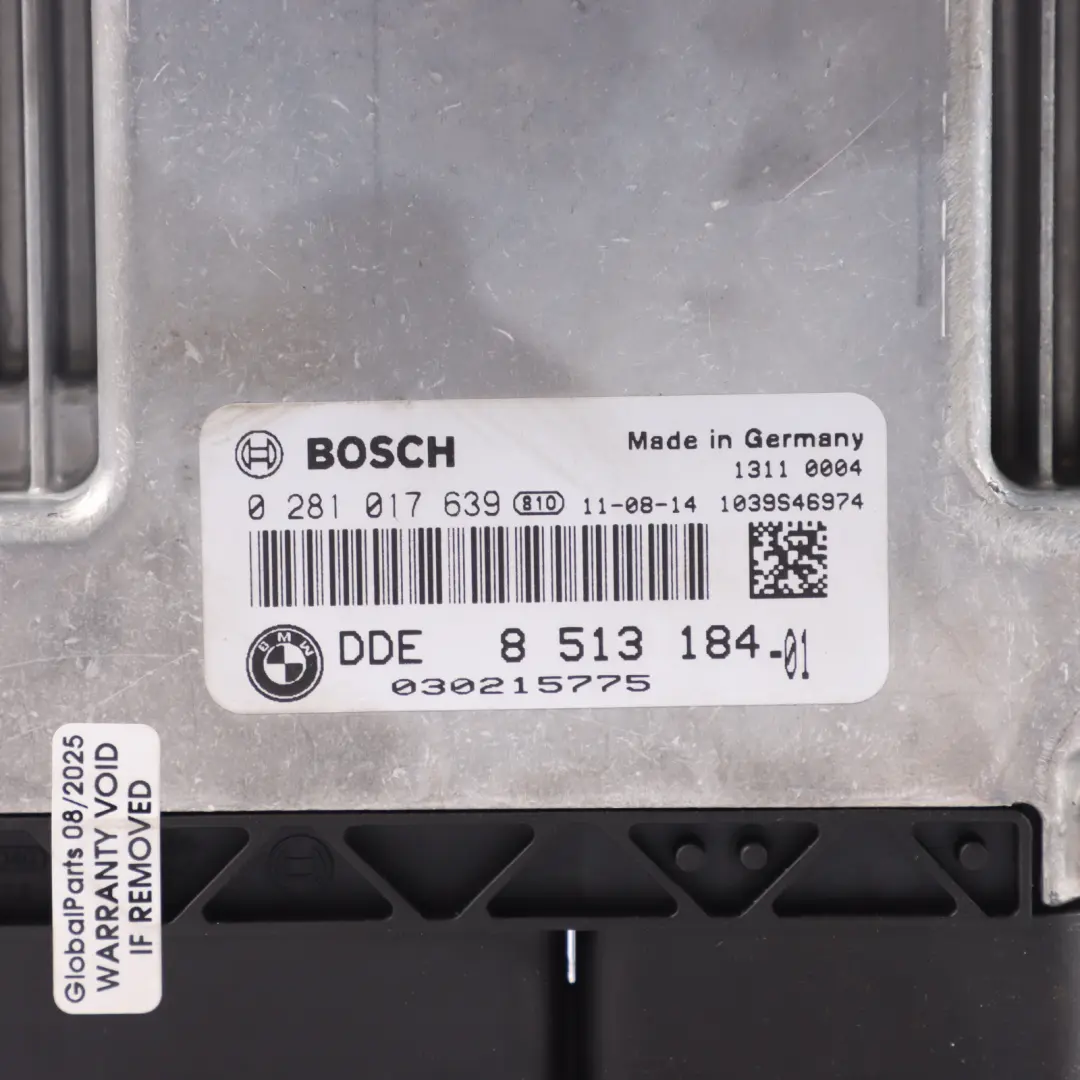 BOSCH
Made in Germany
1311 0004
0 281 017 639 810 11-08-14 1039S46974
BMW DDE 8 513 184-01
030215775
GlobalParts 08/2025
WARRANTY VOID
IF REMOVED